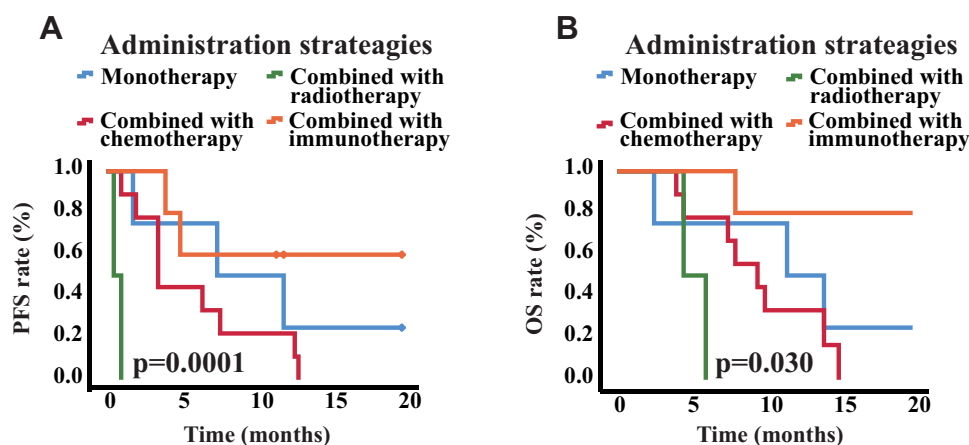 A
Administration strateagies
Monotherapy
Combined with
radiotherapy
Combined with
chemotherapy
Combined with
immunotherapy
PFS rate (%)
1.0
0.8
0.6
0.4
0.2
0.0
p=0.0001
0 5 10 15 20
Time (months)
B
Administration strateagies
Monotherapy
Combined with
radiotherapy
Combined with
chemotherapy
Combined with
immunotherapy
OS rate (%)
1.0
0.8
0.6
0.4
0.2
0.0
p=0.030
0 5 10 15 20
Time (months)